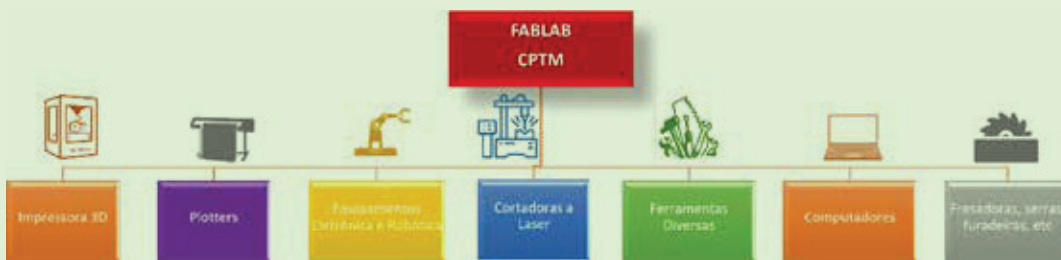 FABLAB
CPTM
Impressora 3D
Plotters
Equipamentos
Eletrônica e Robótica
Cortadoras a
Laser
Ferramentas
Diversas
Computadores
Fresadoras, serras
furadeiras, etc